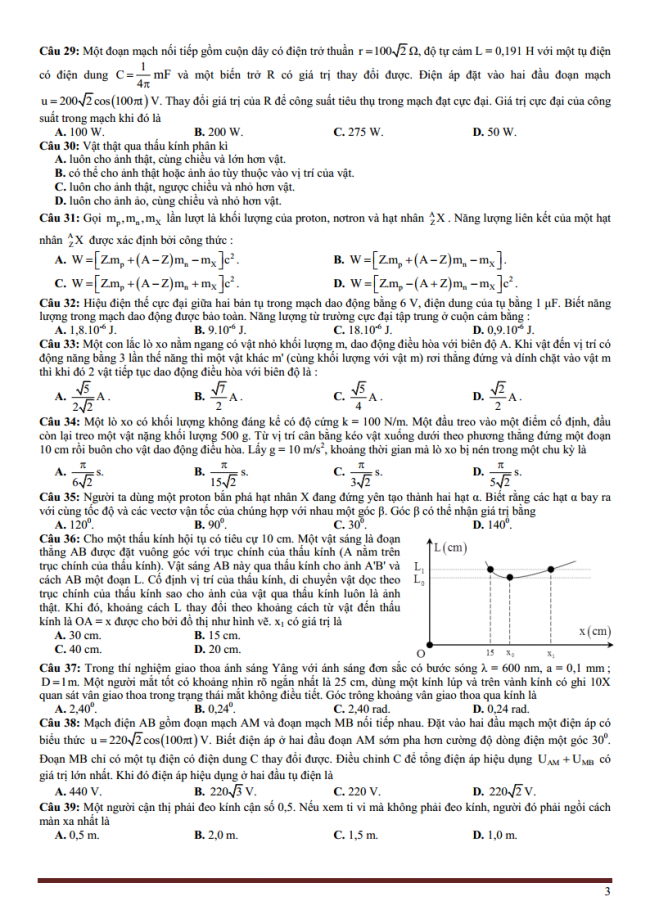 Câu 29: Một đoạn mạch nối tiếp gồm cuộn dây có điện trở thuần r = 100√2 Ω, độ tự cảm L = 0,191 H với một tụ điện
có điện dung C = 1/4π mF và một biến trở R có giá trị thay đổi được. Điện áp đặt vào hai đầu đoạn mạch
u = 200√2 cos(100πt) V. Thay đổi giá trị của R để công suất tiêu thụ trong mạch đạt cực đại. Giá trị cực đại của công
suất trong mạch khi đó là
A. 100 W. B. 200 W. C. 275 W. D. 50 W.
Câu 30: Vật thật qua thấu kính phân kì
A. luôn cho ảnh thật, cùng chiều và lớn hơn vật.
B. có thể cho ảnh thật hoặc ảnh ảo tùy thuộc vào vị trí của vật.
C. luôn cho ảnh thật, ngược chiều và nhỏ hơn vật.
D. luôn cho ảnh ảo, cùng chiều và nhỏ hơn vật.
Câu 31: Gọi mₚ, mₙ, m_X lần lượt là khối lượng của proton, nơtron và hạt nhân ᴬ_Z X . Năng lượng liên kết của một hạt
nhân ᴬ_Z X được xác định bởi công thức :
A. W = [Z.mₚ + (A − Z)mₙ − m_X]c² . B. W = [Z.mₚ + (A − Z)mₙ − m_X] .
C. W = [Z.mₚ + (A − Z)mₙ + m_X]c² . D. W = [Z.mₚ − (A + Z)mₙ − m_X]c² .
Câu 32: Hiệu điện thế cực đại giữa hai bản tụ trong mạch dao động bằng 6 V, điện dung của tụ bằng 1 μF. Biết năng
lượng trong mạch dao động được bảo toàn. Năng lượng từ trường cực đại tập trung ở cuộn cảm bằng :
A. 1,8.10⁻⁶ J. B. 9.10⁻⁶ J. C. 18.10⁻⁶ J. D. 0,9.10⁻⁶ J.
Câu 33: Một con lắc lò xo nằm ngang có vật nhỏ khối lượng m, dao động điều hòa với biên độ A. Khi vật đến vị trí có
động năng bằng 3 lần thế năng thì một vật khác m' (cùng khối lượng với vật m) rơi thẳng đứng và dính chặt vào vật m
thì khi đó 2 vật tiếp tục dao động điều hòa với biên độ là :
A. √5/2√2 A . B. √7/2 A. C. √5/4 A. D. √2/2 A.
Câu 34: Một lò xo có khối lượng không đáng kể có độ cứng k = 100 N/m. Một đầu treo vào một điểm cố định, đầu
còn lại treo một vật nặng khối lượng 500 g. Từ vị trí cân bằng kéo vật xuống dưới theo phương thẳng đứng một đoạn
10 cm rồi buôn cho vật dao động điều hòa. Lấy g = 10 m/s², khoảng thời gian mà lò xo bị nén trong một chu kỳ là
A. π/6√2 s. B. π/15√2 s. C. π/3√2 s. D. π/5√2 s.
Câu 35: Người ta dùng một proton bắn phá hạt nhân X đang đứng yên tạo thành hai hạt α. Biết rằng các hạt α bay ra
với cùng tốc độ và các vectơ vận tốc của chúng hợp với nhau một góc β. Góc β có thể nhận giá trị bằng
A. 120⁰. B. 90⁰. C. 30⁰. D. 140⁰.
Câu 36: Cho một thấu kính hội tụ có tiêu cự 10 cm. Một vật sáng là đoạn
thẳng AB được đặt vuông góc với trục chính của thấu kính (A nằm trên
trục chính của thấu kính). Vật sáng AB này qua thấu kính cho ảnh A'B' và
cách AB một đoạn L. Cố định vị trí của thấu kính, di chuyển vật dọc theo
trục chính của thấu kính sao cho ảnh của vật qua thấu kính luôn là ảnh
thật. Khi đó, khoảng cách L thay đổi theo khoảng cách từ vật đến thấu
kính là OA = x được cho bởi đồ thị như hình vẽ. x₁ có giá trị là
A. 30 cm. B. 15 cm.
C. 40 cm. D. 20 cm.
L(cm)
L₁
L₀
x(cm)
O 15 x₀ x₁
Câu 37: Trong thí nghiệm giao thoa ánh sáng Yâng với ánh sáng đơn sắc có bước sóng λ = 600 nm, a = 0,1 mm ;
D = 1m. Một người mắt tốt có khoảng nhìn rõ ngắn nhất là 25 cm, dùng một kính lúp và trên vành kính có ghi 10X
quan sát vân giao thoa trong trạng thái mắt không điều tiết. Góc trông khoảng vân giao thoa qua kính là
A. 2,40⁰. B. 0,24⁰. C. 2,40 rad. D. 0,24 rad.
Câu 38: Mạch điện AB gồm đoạn mạch AM và đoạn mạch MB nối tiếp nhau. Đặt vào hai đầu mạch một điện áp có
biểu thức u = 220√2 cos(100πt) V. Biết điện áp ở hai đầu đoạn AM sớm pha hơn cường độ dòng điện một góc 30⁰.
Đoạn MB chỉ có một tụ điện có điện dung C thay đổi được. Điều chỉnh C để tổng điện áp hiệu dụng U_AM + U_MB có
giá trị lớn nhất. Khi đó điện áp hiệu dụng ở hai đầu tụ điện là
A. 440 V. B. 220√3 V. C. 220 V. D. 220√2 V.
Câu 39: Một người cận thị phải đeo kính cận số 0,5. Nếu xem ti vi mà không phải đeo kính, người đó phải ngồi cách
màn xa nhất là
A. 0,5 m. B. 2,0 m. C. 1,5 m. D. 1,0 m.
3